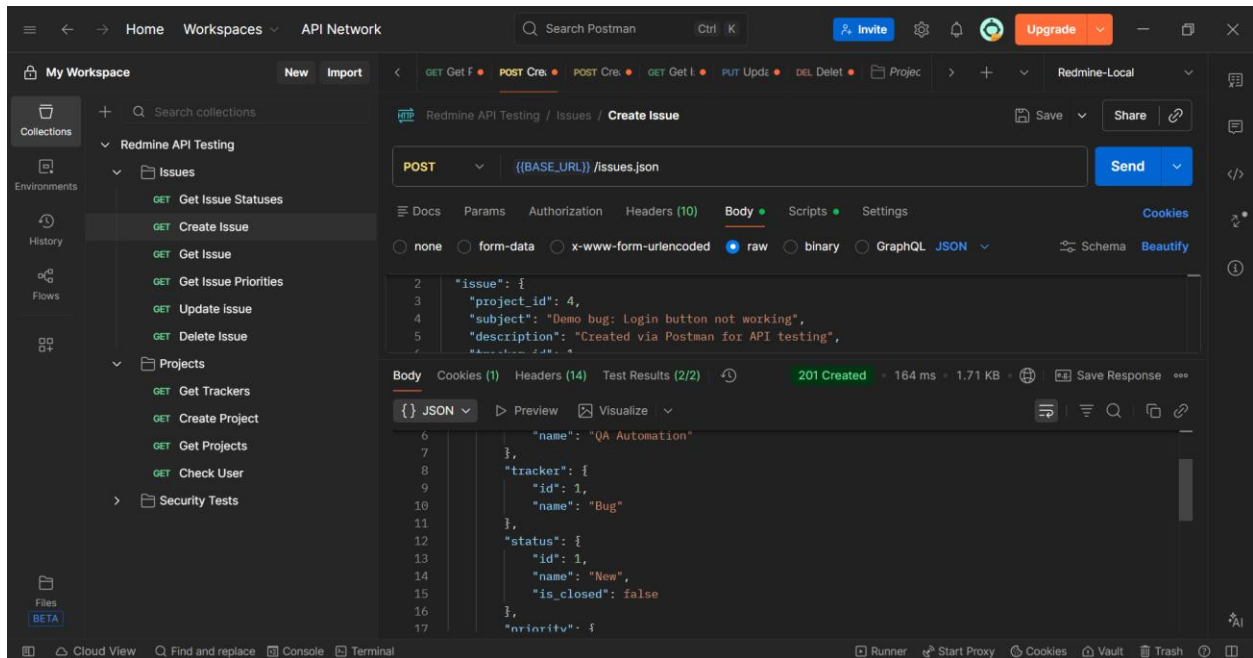 Home Workspaces API Network Search Postman Ctrl K Invite Upgrade
My Workspace New Import GET Get F POST Cre POST Cre GET Get I PUT Upda DEL Delet Projec Redmine-Local
Collections
Environments
History
Flows
Files
BETA
Search collections
Redmine API Testing
Issues
GET Get Issue Statuses
GET Create Issue
GET Get Issue
GET Get Issue Priorities
GET Update issue
GET Delete Issue
Projects
GET Get Trackers
GET Create Project
GET Get Projects
GET Check User
Security Tests
HTTP Redmine API Testing / Issues / Create Issue Save Share
POST {{BASE_URL}} /issues.json Send
Docs Params Authorization Headers (10) Body Scripts Settings Cookies
none form-data x-www-form-urlencoded raw binary GraphQL JSON Schema Beautify
2 "issue": {
3 "project_id": 4,
4 "subject": "Demo bug: Login button not working",
5 "description": "Created via Postman for API testing",
Body Cookies (1) Headers (14) Test Results (2/2) 201 Created 164 ms 1.71 KB e.g. Save Response
{} JSON Preview Visualize
6 "name": "QA Automation"
7 },
8 "tracker": {
9 "id": 1,
10 "name": "Bug"
11 },
12 "status": {
13 "id": 1,
14 "name": "New",
15 "is_closed": false
16 },
17 "priority": {
AI
Cloud View Find and replace Console Terminal Runner Start Proxy Cookies Vault Trash